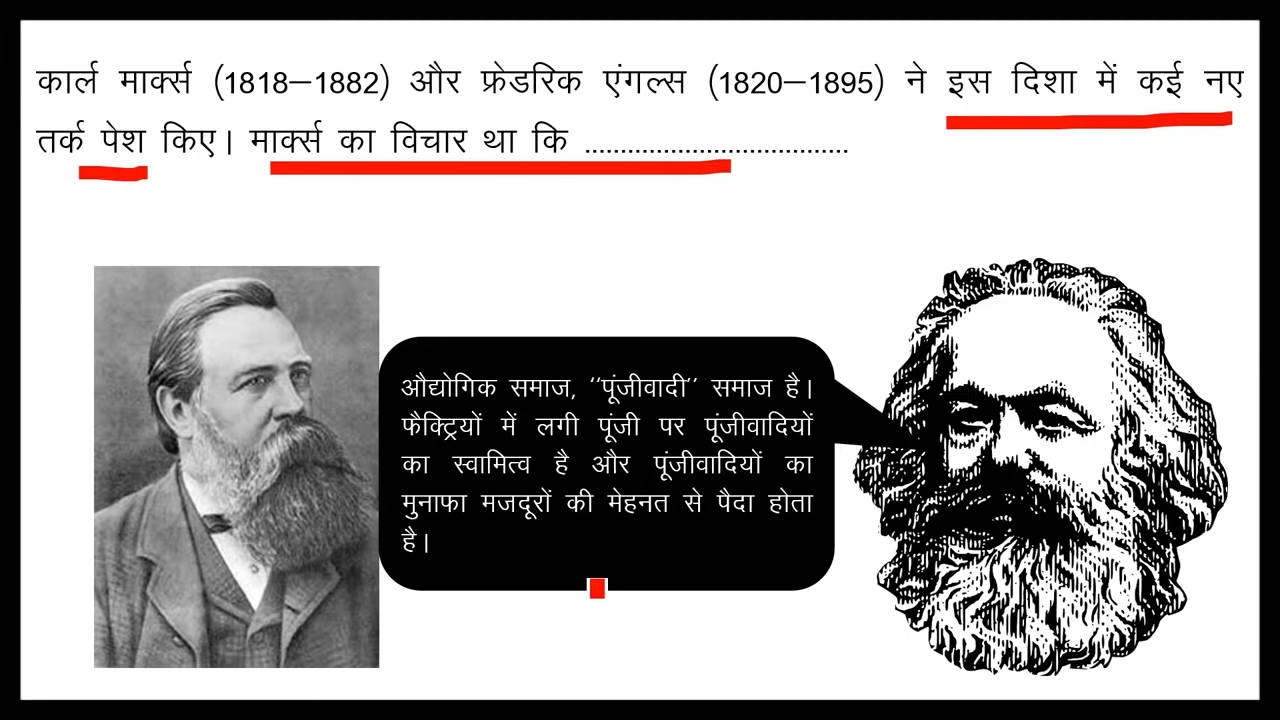 कार्ल मार्क्स (1818–1882) और फ्रेडरिक एंगल्स (1820–1895) ने इस दिशा में कई नए
तर्क पेश किए। मार्क्स का विचार था कि .....................................
औद्योगिक समाज, ‘‘पूंजीवादी’’ समाज है।
फैक्ट्रियों में लगी पूंजी पर पूंजीवादियों
का स्वामित्व है और पूंजीवादियों का
मुनाफा मजदूरों की मेहनत से पैदा होता
है।